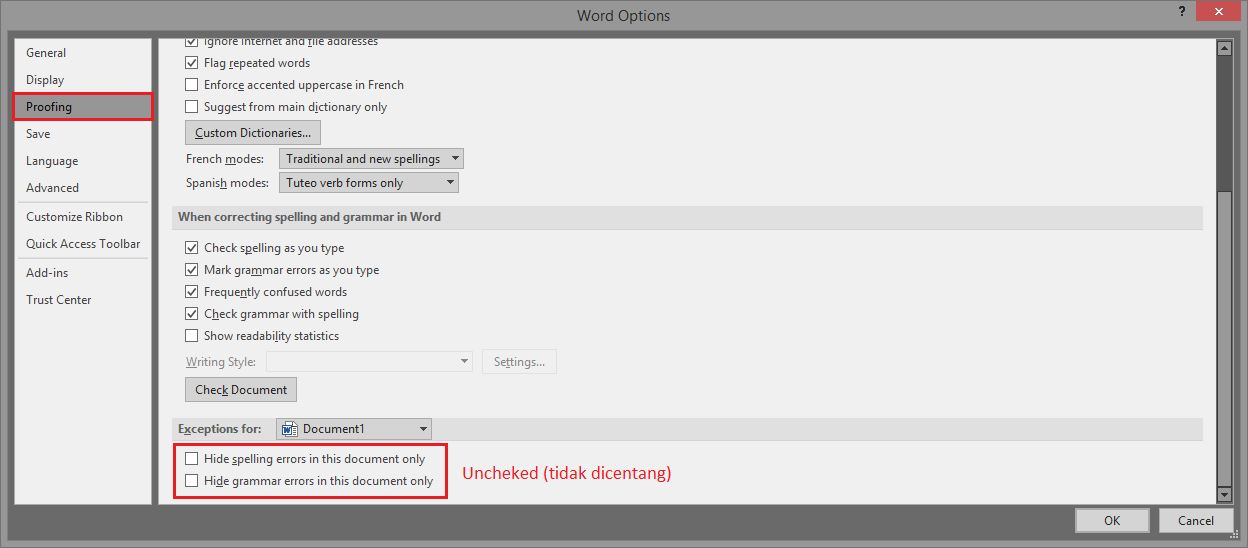 Word Options
?
General
Display
Proofing
Save
Language
Advanced
Customize Ribbon
Quick Access Toolbar
Add-ins
Trust Center
Ignore Internet and file addresses
Flag repeated words
Enforce accented uppercase in French
Suggest from main dictionary only
Custom Dictionaries...
French modes: Traditional and new spellings
Spanish modes: Tuteo verb forms only
When correcting spelling and grammar in Word
Check spelling as you type
Mark grammar errors as you type
Frequently confused words
Check grammar with spelling
Show readability statistics
Writing Style: Settings...
Check Document
Exceptions for: Document1
Hide spelling errors in this document only
Hide grammar errors in this document only
Uncheked (tidak dicentang)
OK Cancel